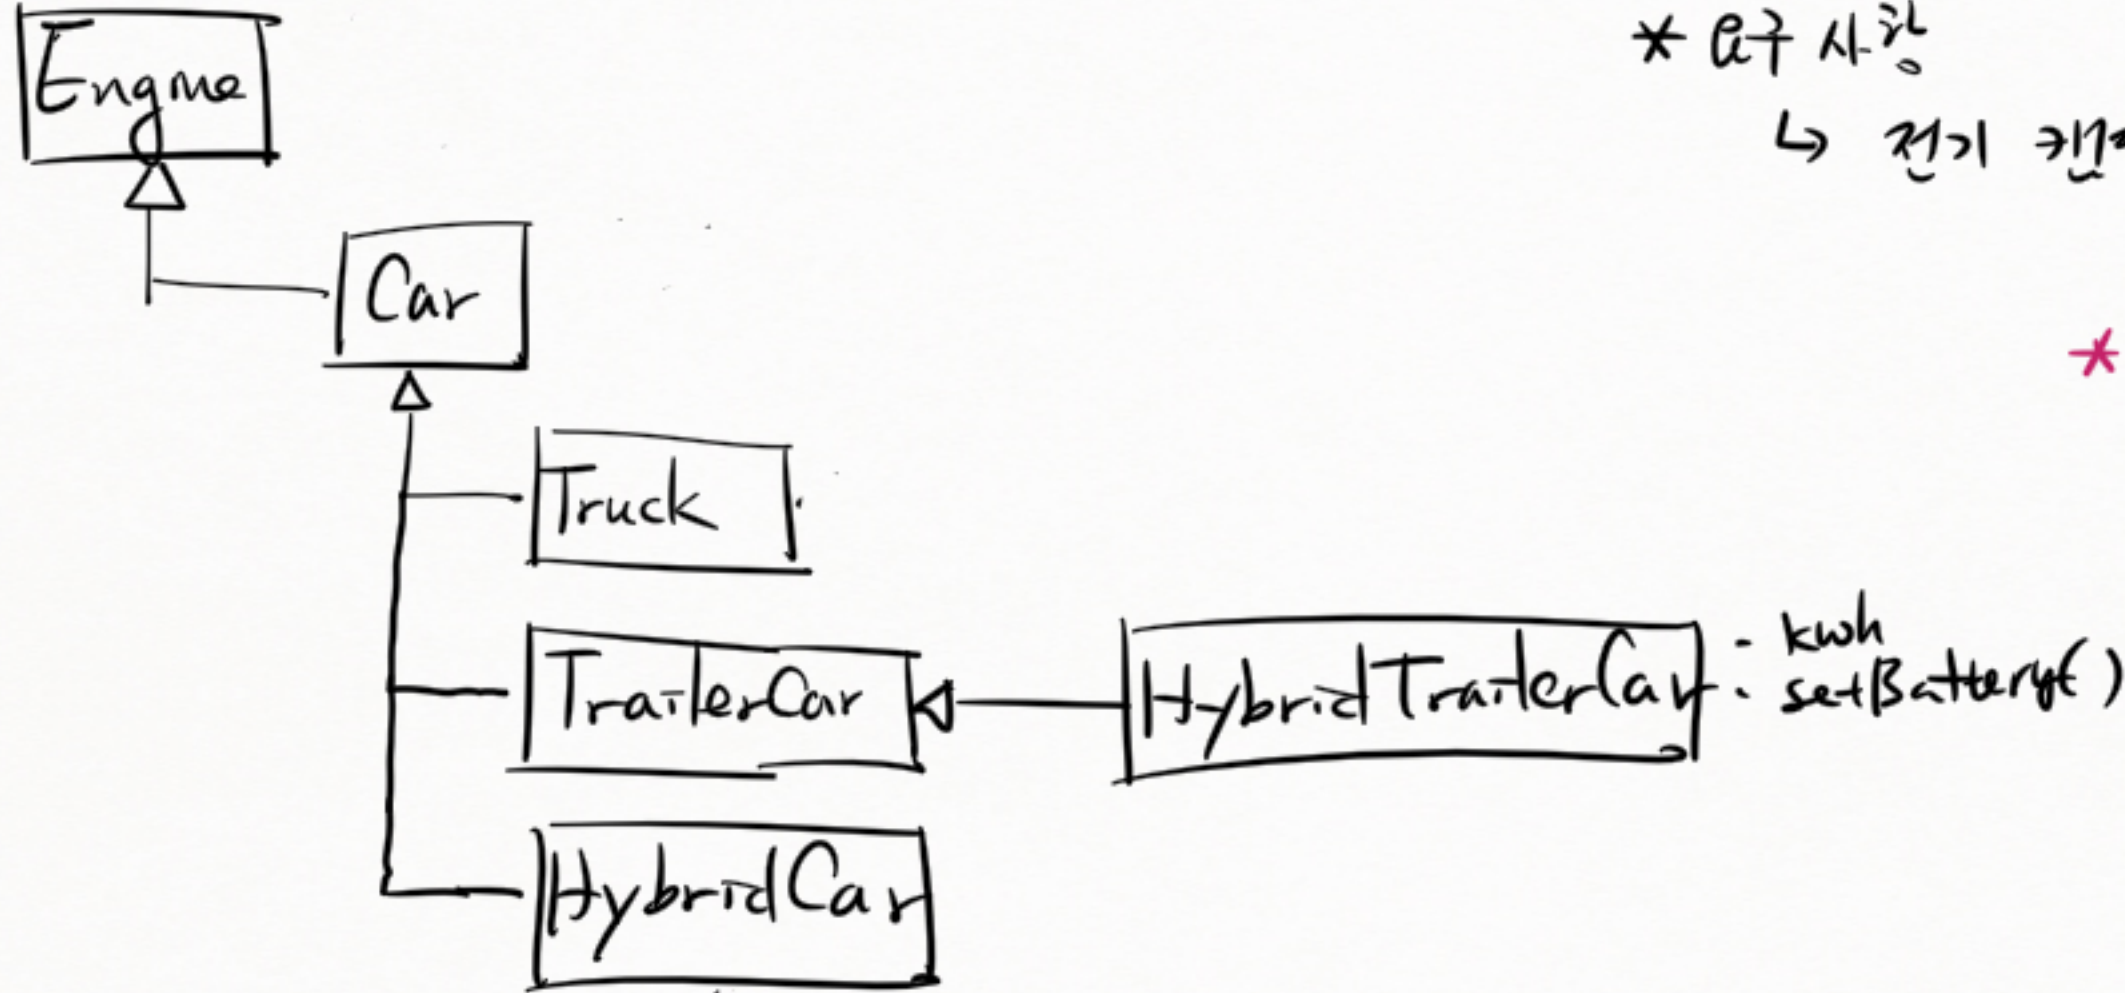 Engine
* 요구 사항
↳ 전기
Car
*
Truck
TrailerCar
HybridTrailerCar
- kwh
- setBattery()
HybridCar